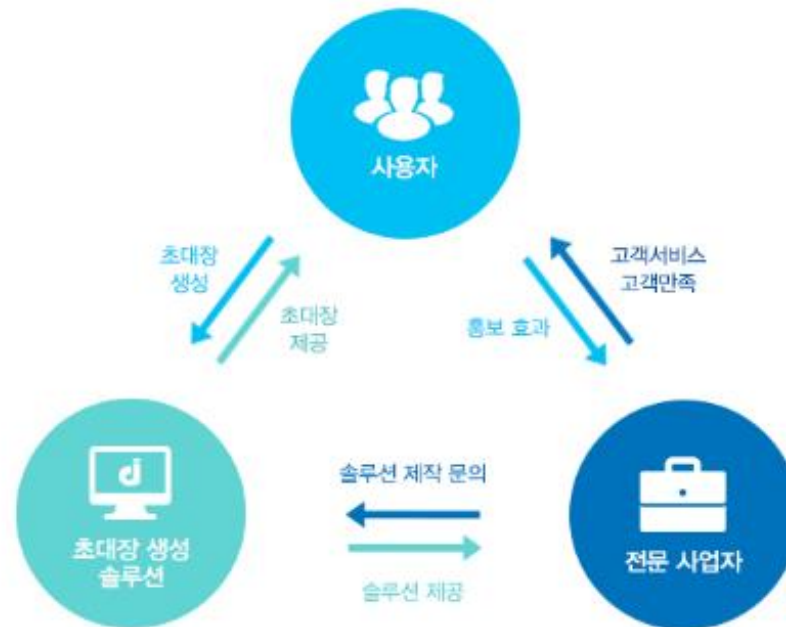 사용자
초대장
생성
초대장
제공
고객서비스
고객만족
홍보 효과
솔루션 제작 문의
솔루션 제공
초대장 생성
솔루션
전문 사업자